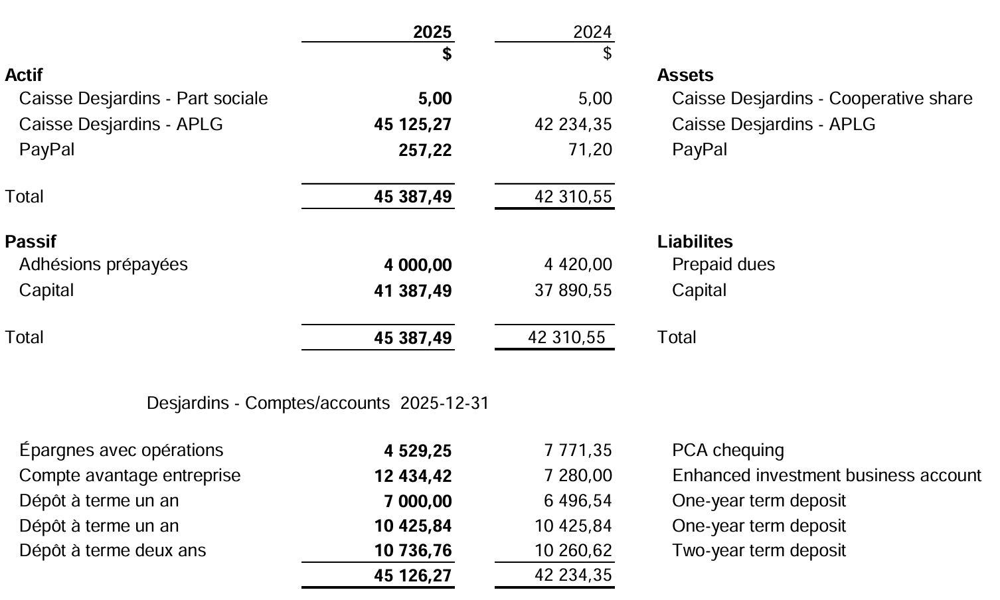 2025 2024
$ $
Actif Assets
Caisse Desjardins - Part sociale 5,00 5,00 Caisse Desjardins - Cooperative share
Caisse Desjardins - APLG 45 125,27 42 234,35 Caisse Desjardins - APLG
PayPal 257,22 71,20 PayPal
Total 45 387,49 42 310,55
Passif Liabilites
Adhésions prépayées 4 000,00 4 420,00 Prepaid dues
Capital 41 387,49 37 890,55 Capital
Total 45 387,49 42 310,55 Total
Desjardins - Comptes/accounts 2025-12-31
Épargnes avec opérations 4 529,25 7 771,35 PCA chequing
Compte avantage entreprise 12 434,42 7 280,00 Enhanced investment business account
Dépôt à terme un an 7 000,00 6 496,54 One-year term deposit
Dépôt à terme un an 10 425,84 10 425,84 One-year term deposit
Dépôt à terme deux ans 10 736,76 10 260,62 Two-year term deposit
45 126,27 42 234,35